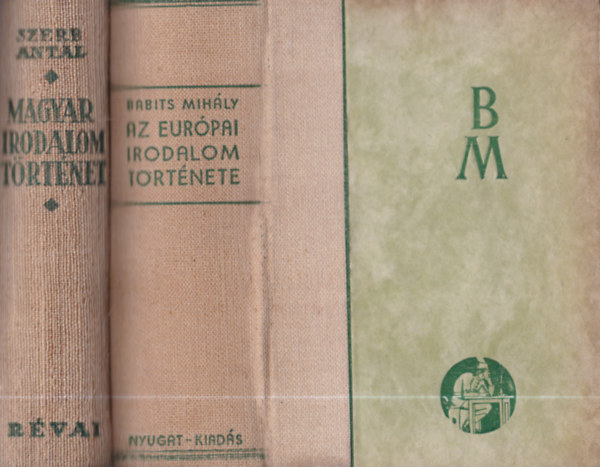 SZERB
ANTAL
MAGYAR
IRODALOM
TÖRTÉNET
RÉVAI
BABITS MIHÁLY
AZ EURÓPAI
IRODALOM
TÖRTÉNETE
NYUGAT-KIADÁS
B
M